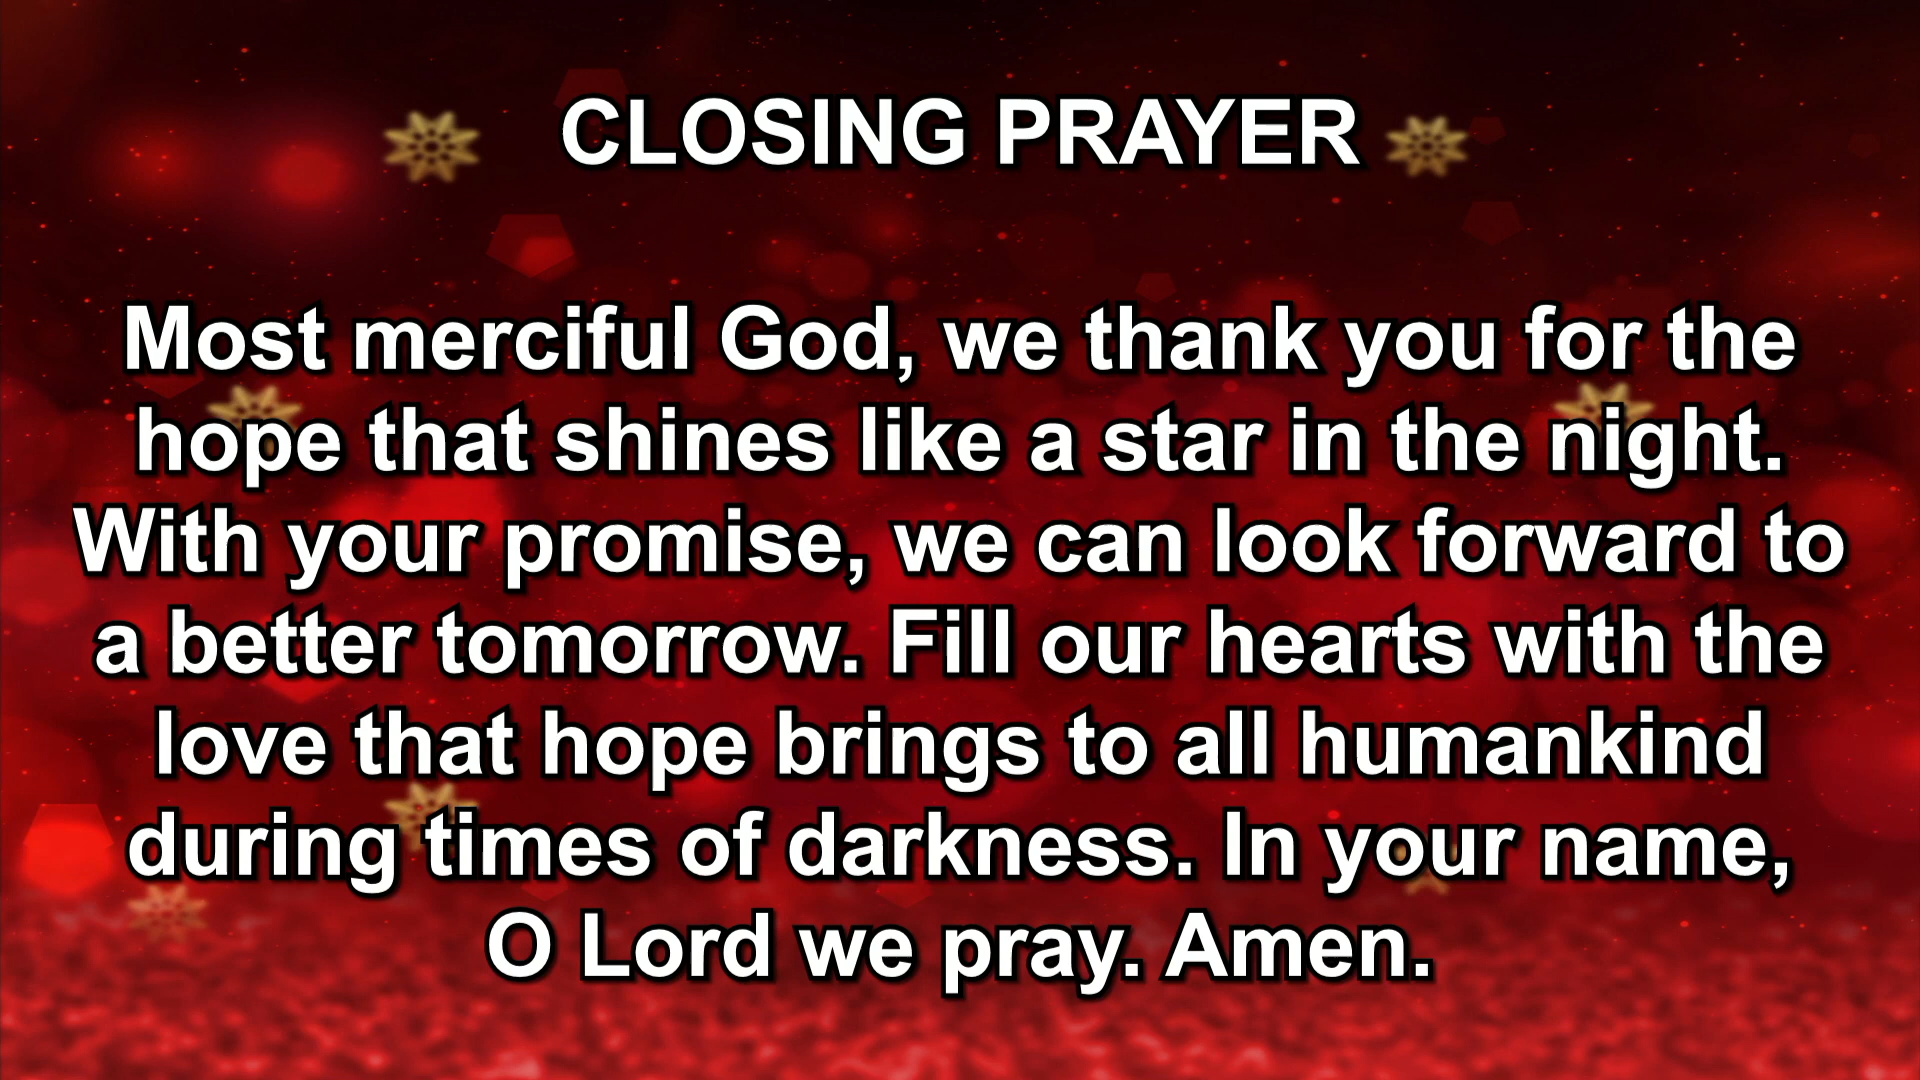 CLOSING PRAYER
Most merciful God, we thank you for the
hope that shines like a star in the night.
With your promise, we can look forward to
a better tomorrow. Fill our hearts with the
love that hope brings to all humankind
during times of darkness. In your name,
O Lord we pray. Amen.